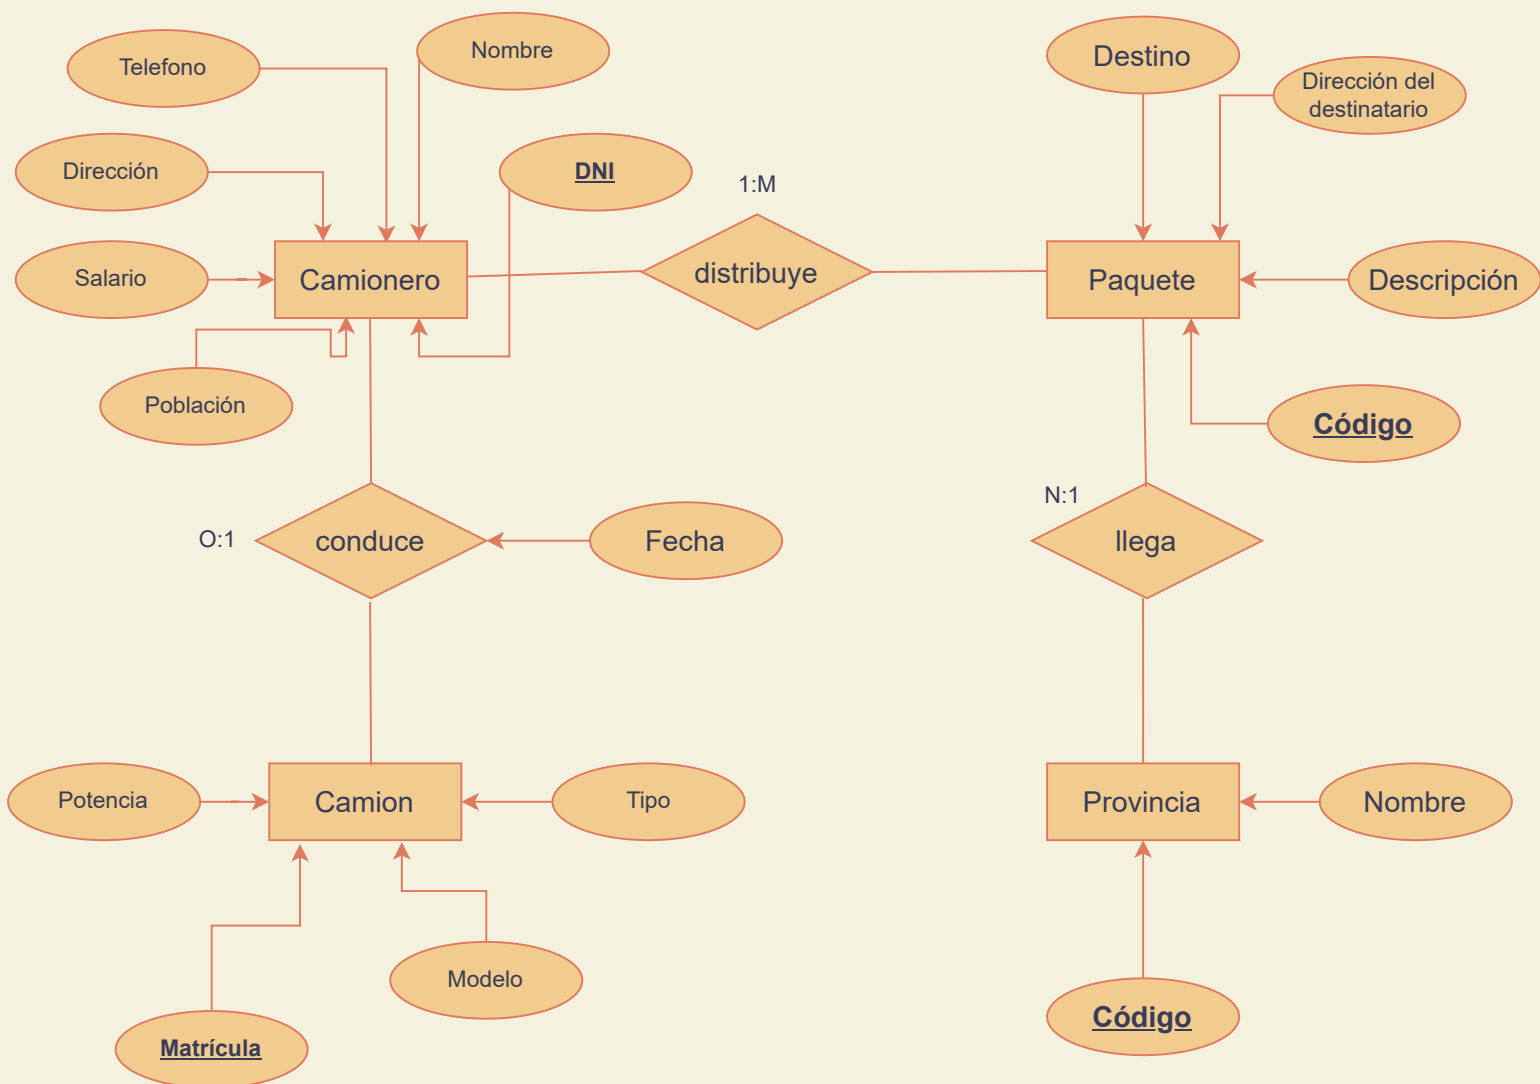 Nombre
Telefono
Destino
Dirección del
destinatario
Dirección
DNI
1:M
Salario
Camionero
distribuye
Paquete
Descripción
Población
Código
N:1
O:1
conduce
Fecha
llega
Potencia
Camion
Tipo
Provincia
Nombre
Modelo
Código
Matrícula